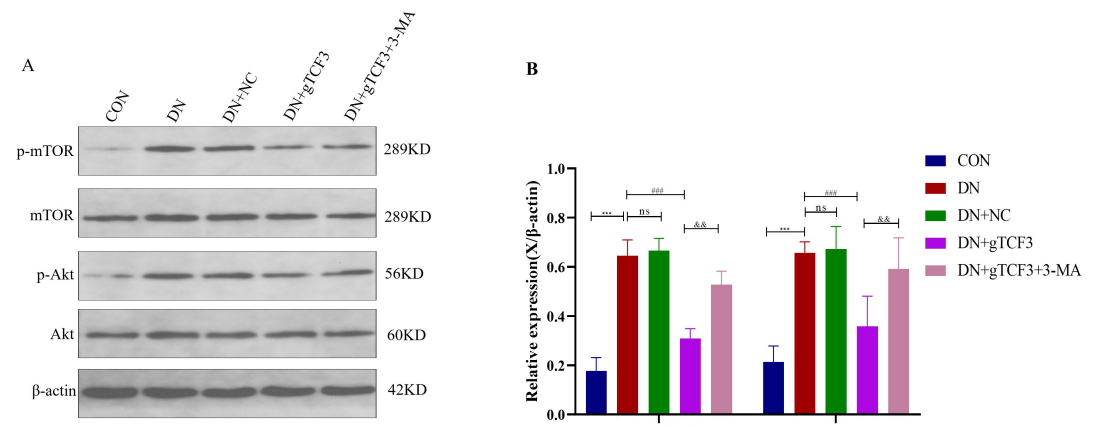 A
CON
DN
DN+NC
DN+gTCF3
DN+gTCF3+3-MA
p-mTOR
289KD
mTOR
289KD
p-Akt
56KD
Akt
60KD
β-actin
42KD
B
Relative expression(X/β-actin)
1.0
0.8
0.6
0.4
0.2
0.0
***
ns
###
&&
***
ns
###
&&
CON
DN
DN+NC
DN+gTCF3
DN+gTCF3+3-MA